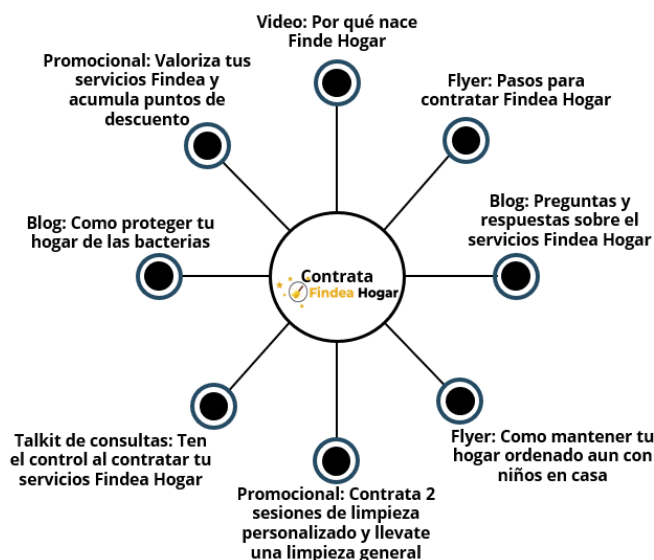 Video: Por qué nace
Finde Hogar
Flyer: Pasos para
contratar Findea Hogar
Blog: Preguntas y
respuestas sobre el
servicios Findea Hogar
Flyer: Como mantener tu
hogar ordenado aun con
niños en casa
Promocional: Contrata 2
sesiones de limpieza
personalizado y llevate
una limpieza general
Talkit de consultas: Ten
el control al contratar tu
servicios Findea Hogar
Blog: Como proteger tu
hogar de las bacterias
Promocional: Valoriza tus
servicios Findea y
acumula puntos de
descuento
Contrata
Findea Hogar